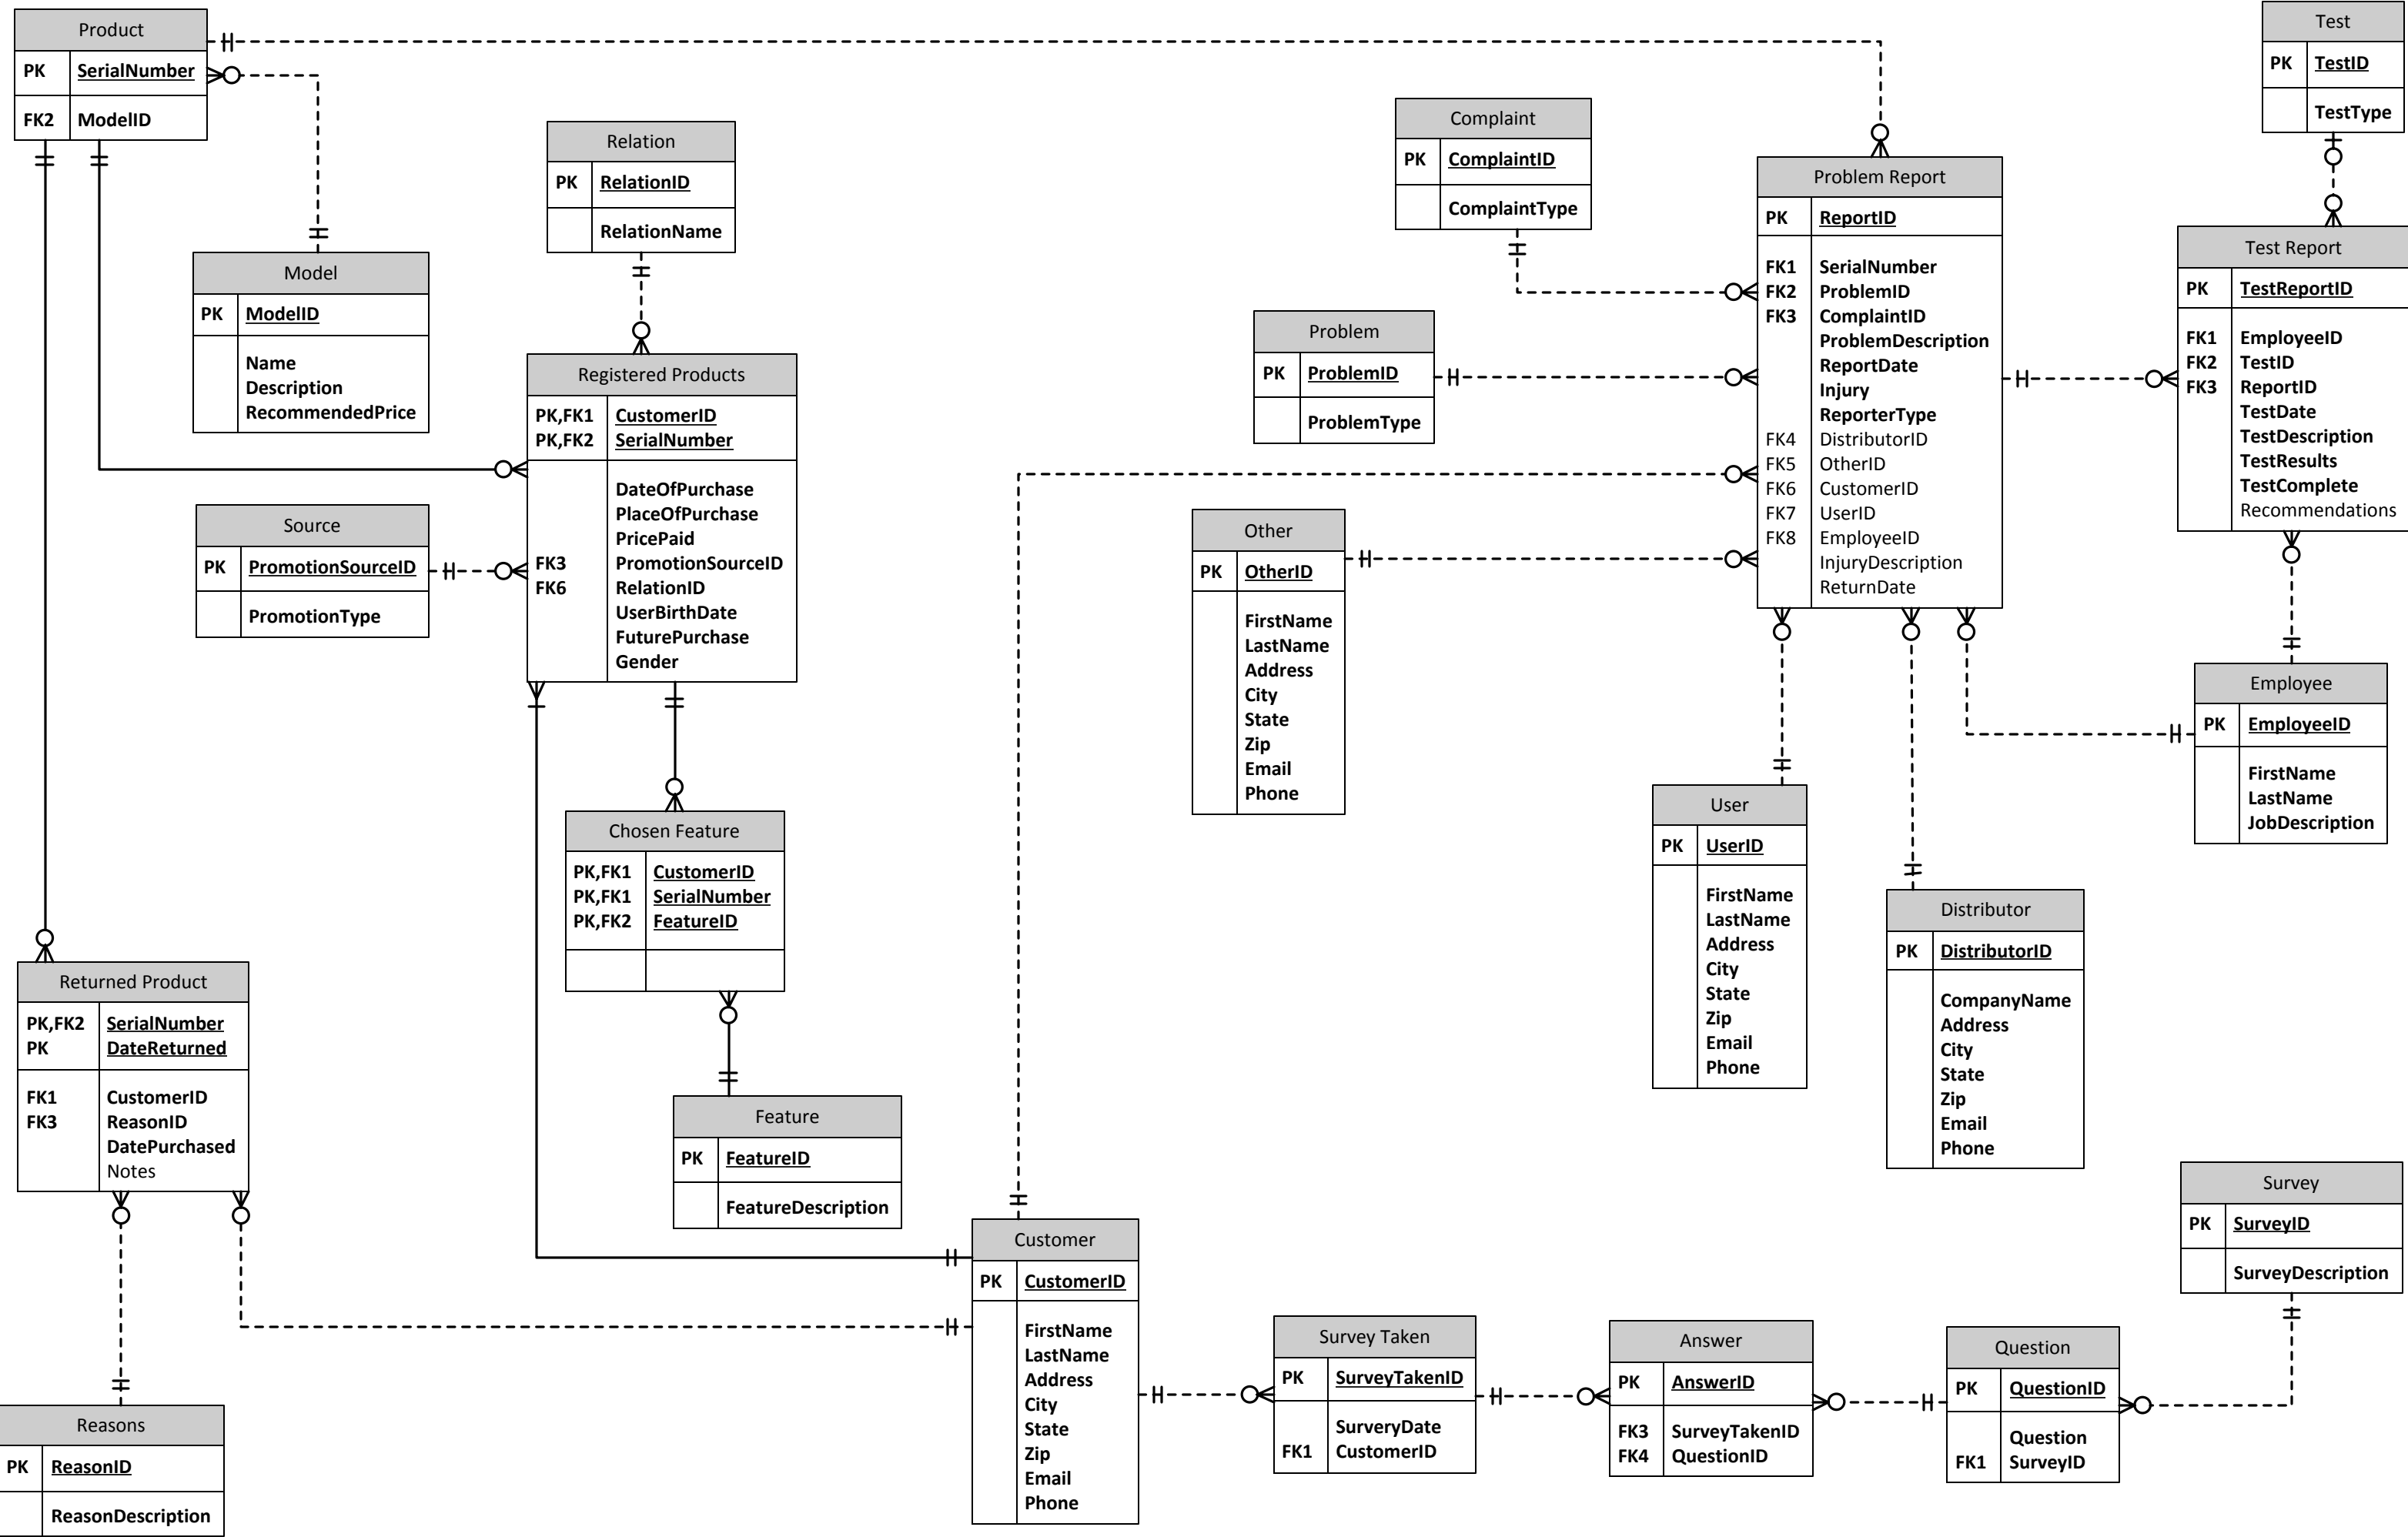 Product
PK SerialNumber
FK2 ModelID
Model
PK ModelID
Name
Description
RecommendedPrice
Relation
PK RelationID
RelationName
Registered Products
PK,FK1 CustomerID
PK,FK2 SerialNumber
DateOfPurchase
PlaceOfPurchase
PricePaid
FK3 PromotionSourceID
FK6 RelationID
UserBirthDate
FuturePurchase
Gender
Source
PK PromotionSourceID
PromotionType
Chosen Feature
PK,FK1 CustomerID
PK,FK1 SerialNumber
PK,FK2 FeatureID
Feature
PK FeatureID
FeatureDescription
Returned Product
PK,FK2 SerialNumber
PK DateReturned
FK1 CustomerID
FK3 ReasonID
DatePurchased
Notes
Reasons
PK ReasonID
ReasonDescription
Complaint
PK ComplaintID
ComplaintType
Problem
PK ProblemID
ProblemType
Other
PK OtherID
FirstName
LastName
Address
City
State
Zip
Email
Phone
Problem Report
PK ReportID
FK1 SerialNumber
FK2 ProblemID
FK3 ComplaintID
ProblemDescription
ReportDate
Injury
ReporterType
FK4 DistributorID
FK5 OtherID
FK6 CustomerID
FK7 UserID
FK8 EmployeeID
InjuryDescription
ReturnDate
Test
PK TestID
TestType
Test Report
PK TestReportID
FK1 EmployeeID
FK2 TestID
FK3 ReportID
TestDate
TestDescription
TestResults
TestComplete
Recommendations
Employee
PK EmployeeID
FirstName
LastName
JobDescription
User
PK UserID
FirstName
LastName
Address
City
State
Zip
Email
Phone
Distributor
PK DistributorID
CompanyName
Address
City
State
Zip
Email
Phone
Customer
PK CustomerID
FirstName
LastName
Address
City
State
Zip
Email
Phone
Survey Taken
PK SurveyTakenID
SurveryDate
FK1 CustomerID
Answer
PK AnswerID
FK3 SurveyTakenID
FK4 QuestionID
Question
PK QuestionID
Question
FK1 SurveyID
Survey
PK SurveyID
SurveyDescription